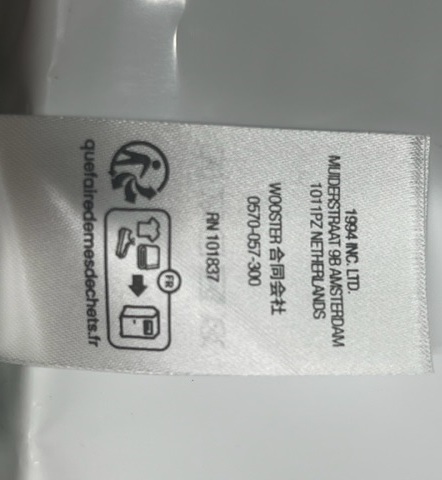 1994 INC. LTD.
MUIDERSTRAAT 9B AMSTERDAM
1011PZ NETHERLANDS
WOOSTER 合同会社
0570-057-300
RN 101837
FR
quefairedemesdechets.fr